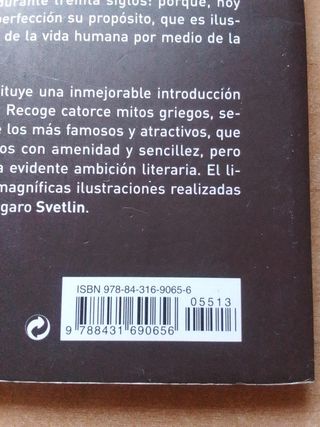 durante treinta siglos: porque, hoy
perfección su propósito, que es ilus-
de la vida humana por medio de la
tituye una inmejorable introducción
Recoge catorce mitos griegos, se-
e los más famosos y atractivos, que
os con amenidad y sencillez, pero
a evidente ambición literaria. El li-
magníficas ilustraciones realizadas
garo Svetlin.
ISBN 978-84-316-9065-6
05513
9 788431 690656